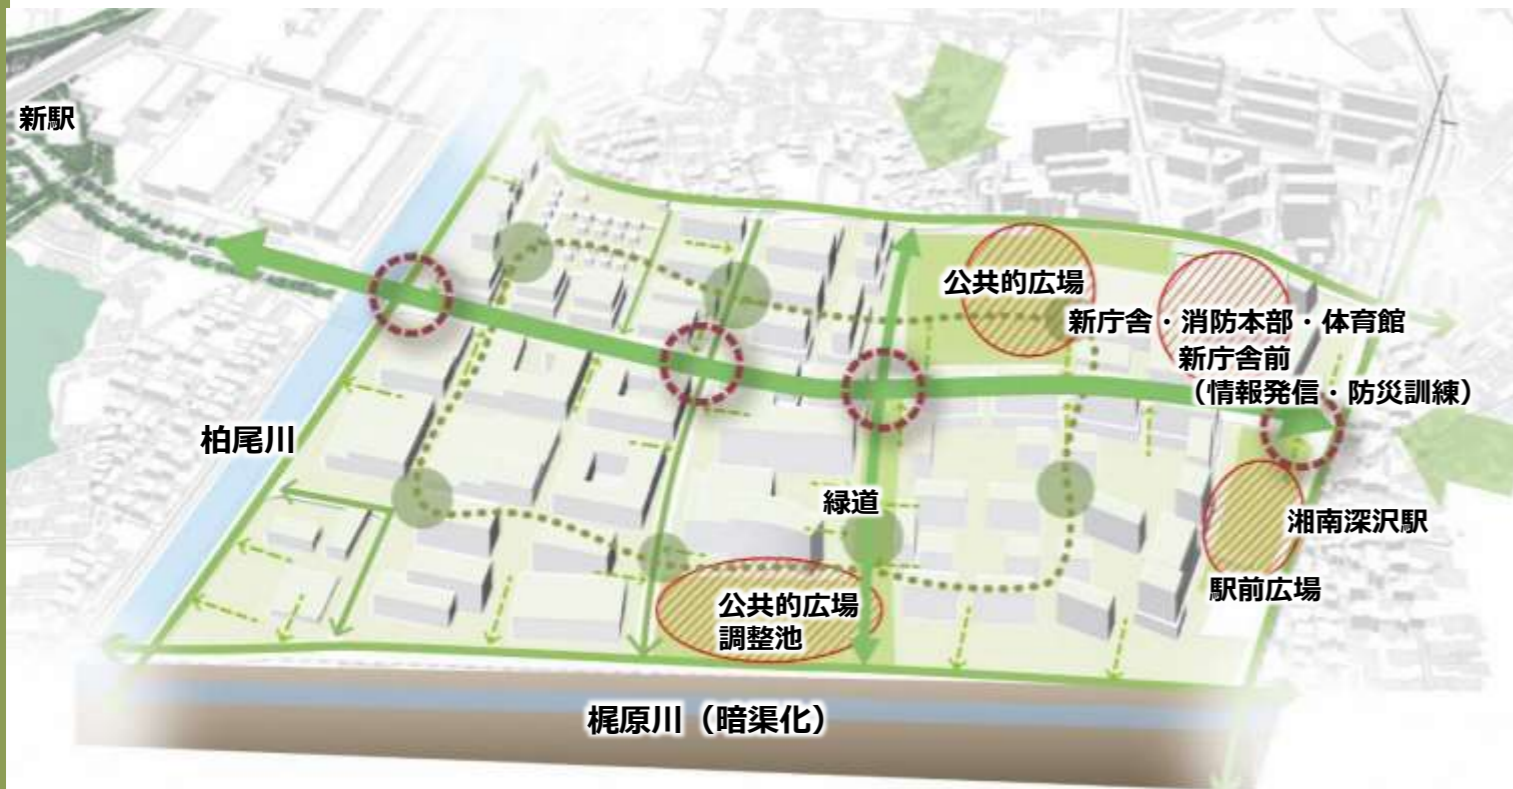 新駅
公共的広場
新庁舎・消防本部・体育館
新庁舎前
（情報発信・防災訓練）
柏尾川
緑道
湘南深沢駅
駅前広場
公共的広場
調整池
梶原川（暗渠化）